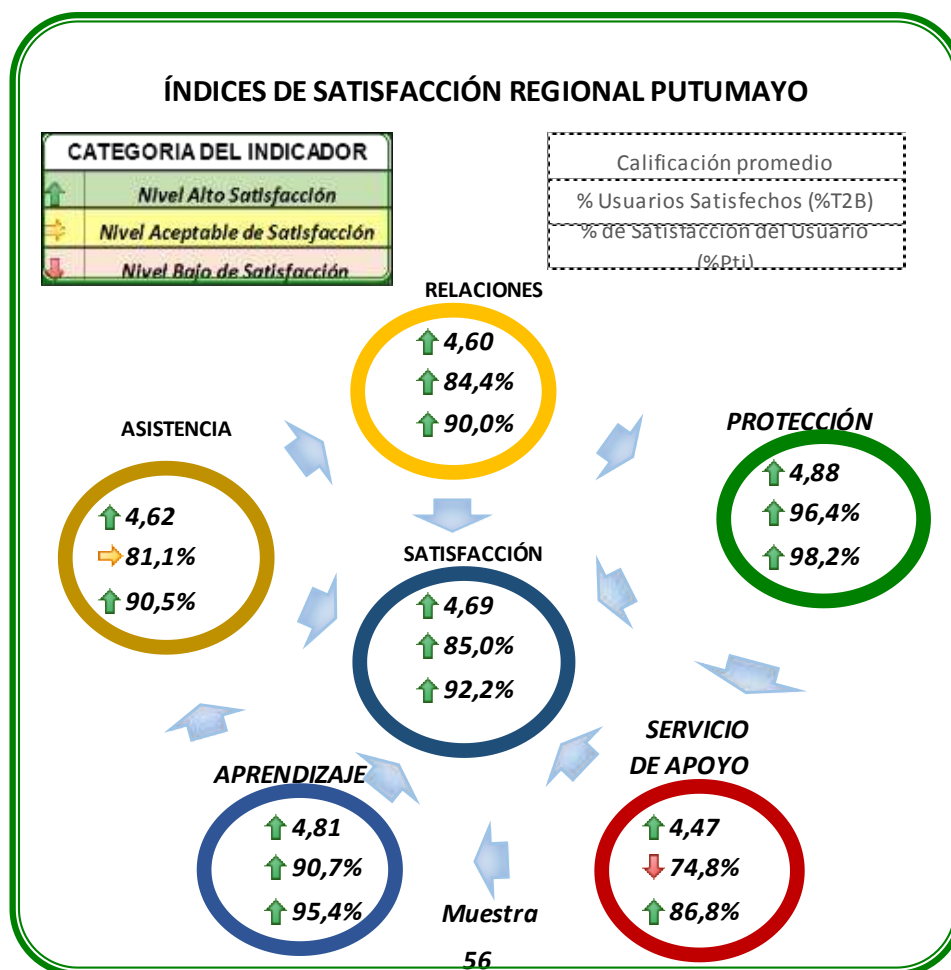 ÍNDICES DE SATISFACCIÓN REGIONAL PUTUMAYO
CATEGORIA DEL INDICADOR
Nivel Alto Satisfacción
Nivel Aceptable de Satisfacción
Nivel Bajo de Satisfacción
Calificación promedio
% Usuarios Satisfechos (%T2B)
% de Satisfacción del Usuario
(%Pti)
RELACIONES
4,60
84,4%
90,0%
ASISTENCIA
4,62
81,1%
90,5%
PROTECCIÓN
4,88
96,4%
98,2%
SATISFACCIÓN
4,69
85,0%
92,2%
APRENDIZAJE
4,81
90,7%
95,4%
SERVICIO
DE APOYO
4,47
74,8%
86,8%
Muestra
56